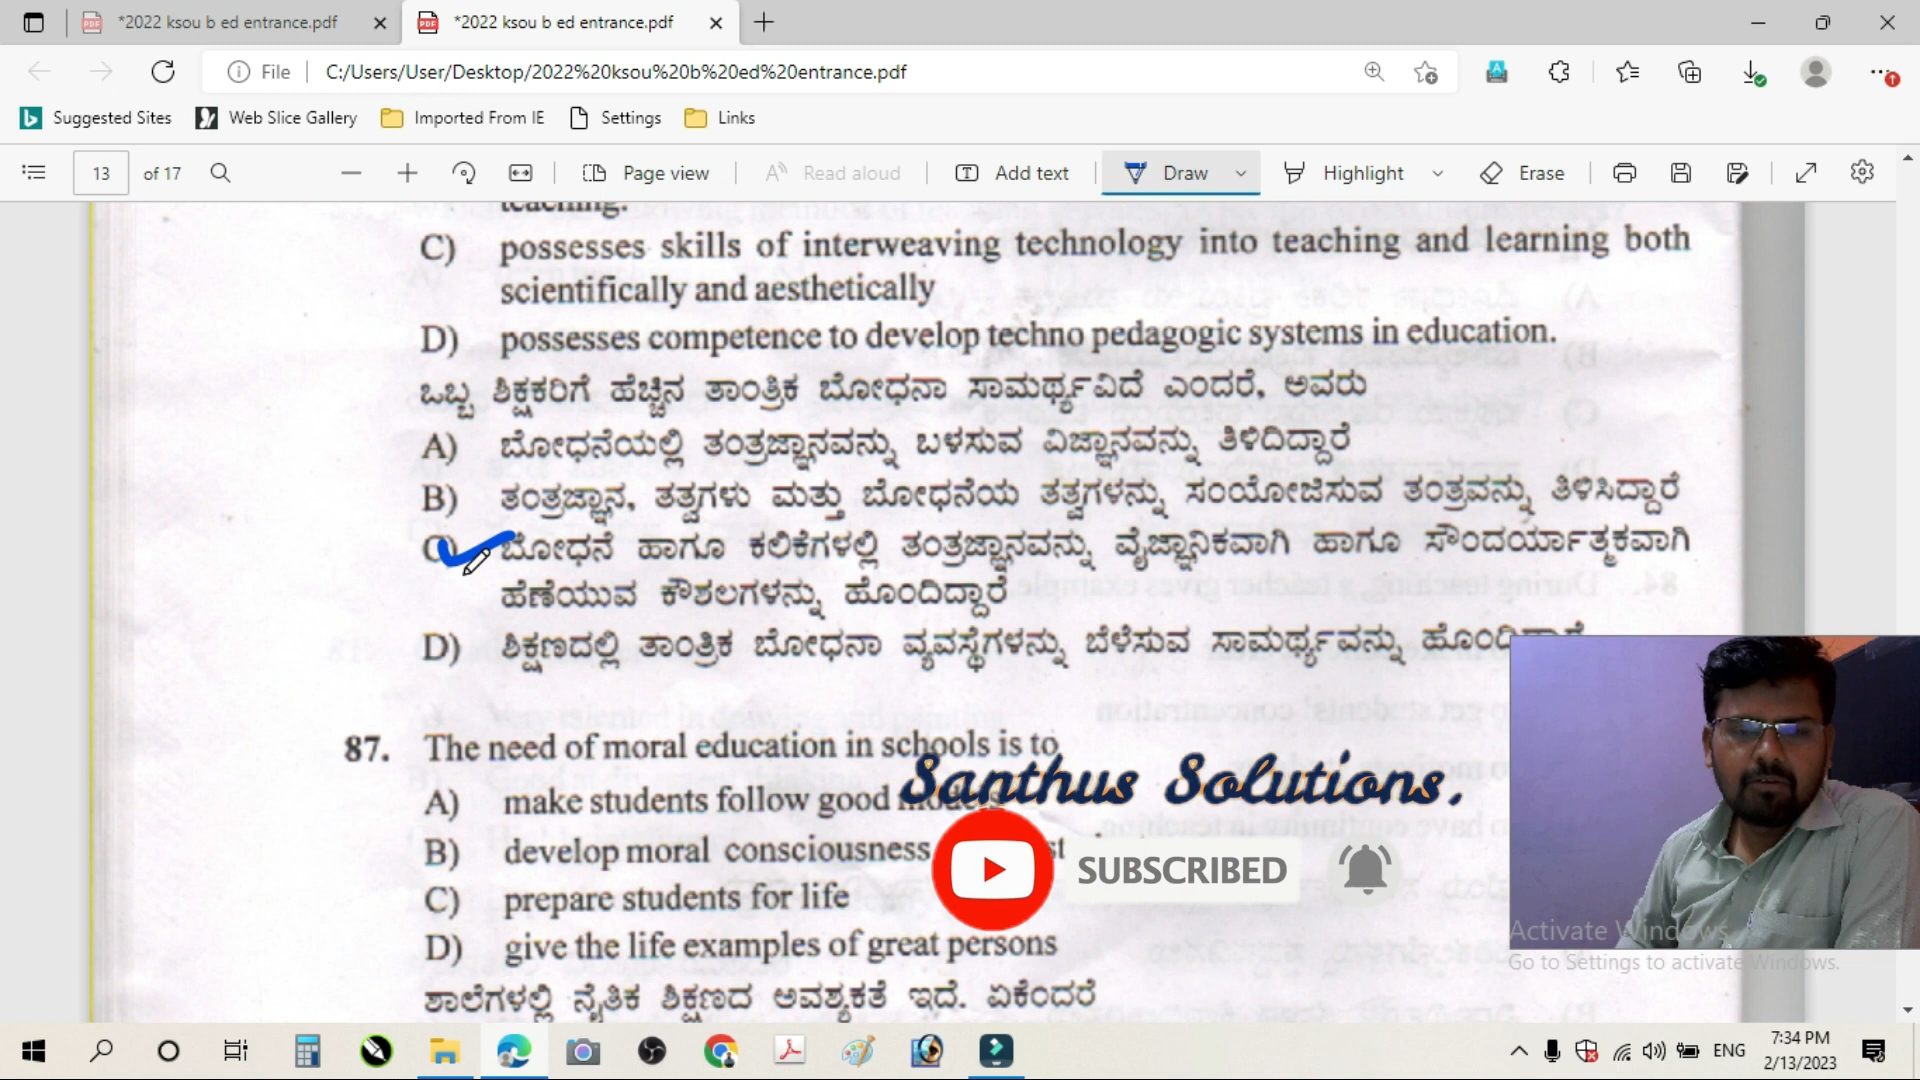 *2022 ksou b ed entrance.pdf
*2022 ksou b ed entrance.pdf
File
C:/Users/User/Desktop/2022%20ksou%20b%20ed%20entrance.pdf
Suggested Sites
Web Slice Gallery
Imported From IE
Settings
Links
13 of 17
Page view
Read aloud
Add text
Draw
Highlight
Erase
teaching.
C) possesses skills of interweaving technology into teaching and learning both
scientifically and aesthetically
D) possesses competence to develop techno pedagogic systems in education.
ಒಬ್ಬ ಶಿಕ್ಷಕರಿಗೆ ಹೆಚ್ಚಿನ ತಾಂತ್ರಿಕ ಬೋಧನಾ ಸಾಮರ್ಥ್ಯವಿದೆ ಎಂದರೆ, ಅವರು
A) ಬೋಧನೆಯಲ್ಲಿ ತಂತ್ರಜ್ಞಾನವನ್ನು ಬಳಸುವ ವಿಜ್ಞಾನವನ್ನು ತಿಳಿದಿದ್ದಾರೆ
B) ತಂತ್ರಜ್ಞಾನ, ತತ್ವಗಳು ಮತ್ತು ಬೋಧನೆಯ ತತ್ವಗಳನ್ನು ಸಂಯೋಜಿಸುವ ತಂತ್ರವನ್ನು ತಿಳಿಸಿದ್ದಾರೆ
C) ಬೋಧನೆ ಹಾಗೂ ಕಲಿಕೆಗಳಲ್ಲಿ ತಂತ್ರಜ್ಞಾನವನ್ನು ವೈಜ್ಞಾನಿಕವಾಗಿ ಹಾಗೂ ಸೌಂದರ್ಯಾತ್ಮಕವಾಗಿ
ಹೆಣೆಯುವ ಕೌಶಲಗಳನ್ನು ಹೊಂದಿದ್ದಾರೆ
D) ಶಿಕ್ಷಣದಲ್ಲಿ ತಾಂತ್ರಿಕ ಬೋಧನಾ ವ್ಯವಸ್ಥೆಗಳನ್ನು ಬೆಳೆಸುವ ಸಾಮರ್ಥ್ಯವನ್ನು
87. The need of moral education in schools is to
A) make students follow good models
Santhus Solutions.
B) develop moral consciousness
SUBSCRIBED
C) prepare students for life
D) give the life examples of great persons
ಶಾಲೆಗಳಲ್ಲಿ ನೈತಿಕ ಶಿಕ್ಷಣದ ಅವಶ್ಯಕತೆ ಇದೆ. ಏಕೆಂದರೆ
Activate Windows
Go to Settings to activate Windows.
ENG
7:34 PM
2/13/2023